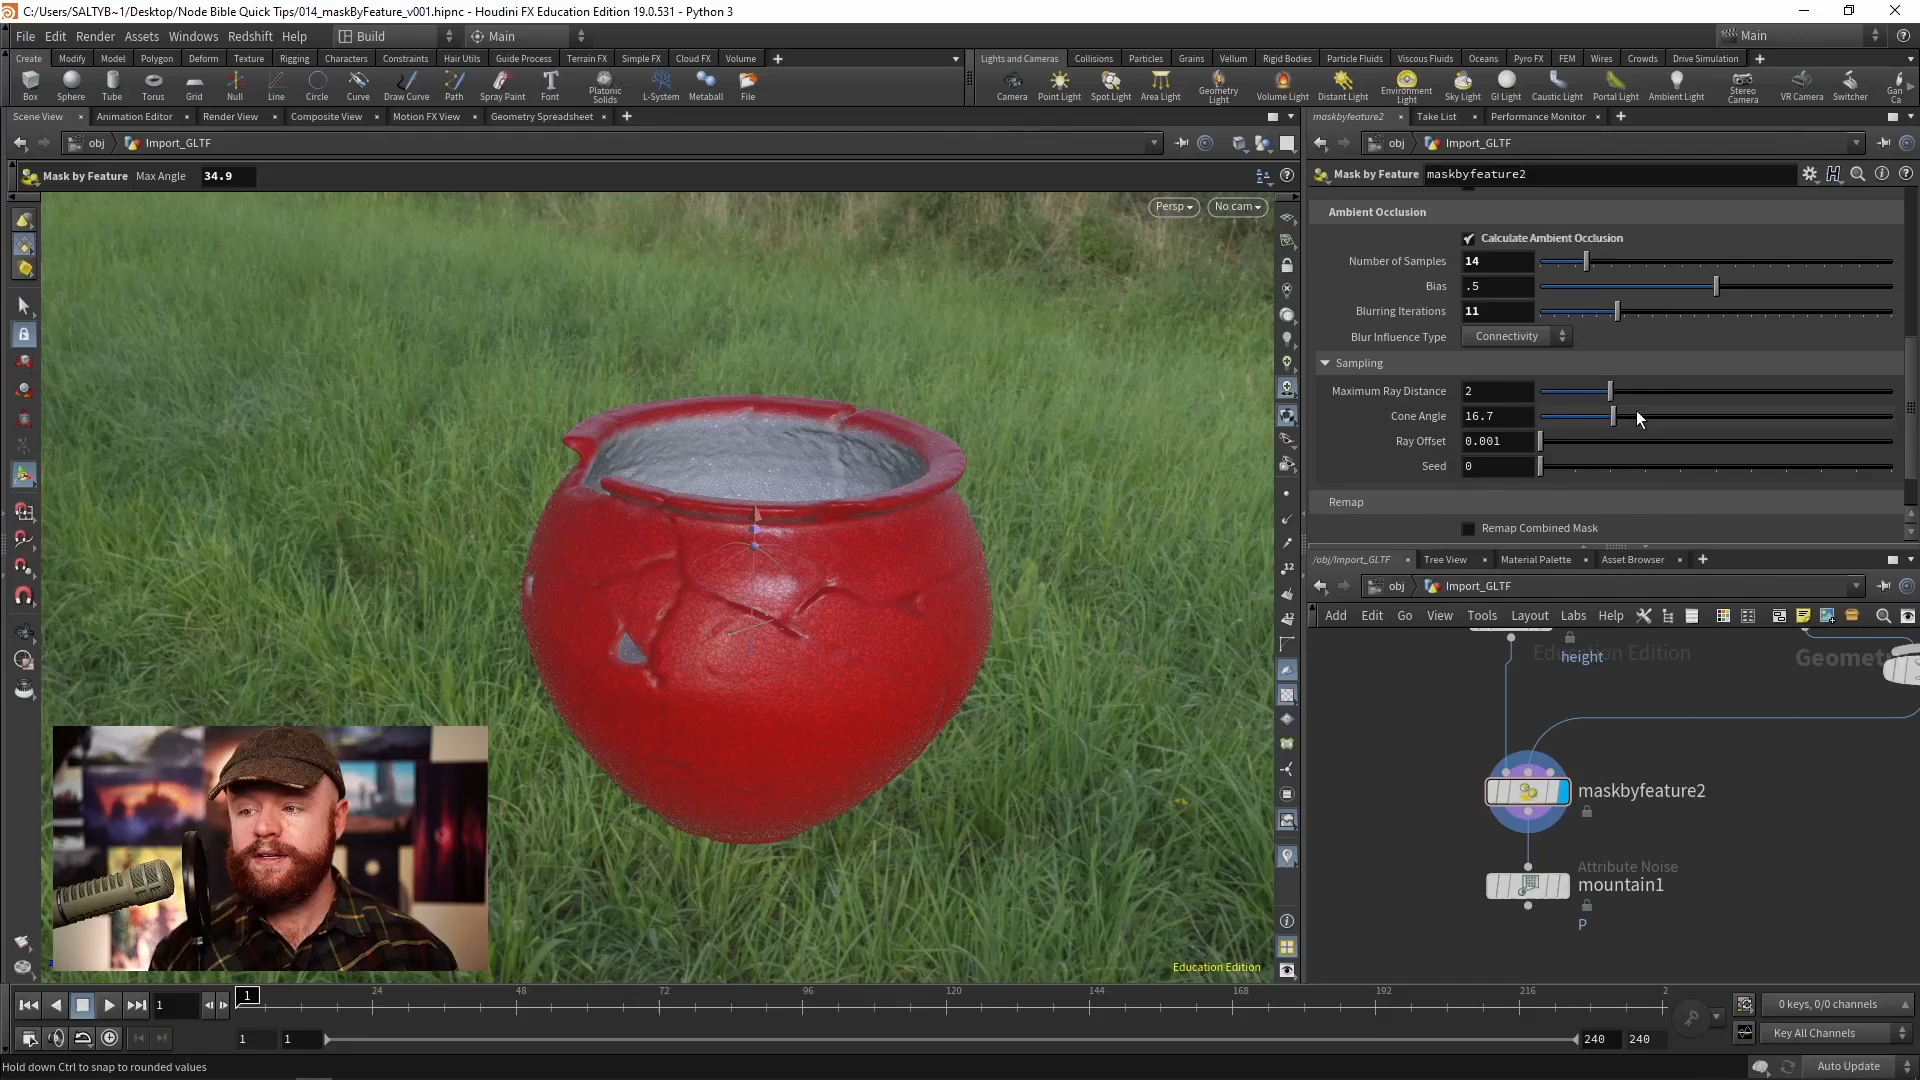 C:/Users/SALTYB~1/Desktop/Node Bible Quick Tips/014_maskByFeature_v001.hipnc - Houdini FX Education Edition 19.0.531 - Python 3
File Edit Render Assets Windows Redshift Help Build Main Main
Create Modify Model Polygon Deform Texture Rigging Characters Constraints Hair Utils Guide Process Terrain FX Simple FX Cloud FX Volume
Lights and Cameras Collisions Particles Grains Vellum Rigid Bodies Particle Fluids Viscous Fluids Oceans Pyro FX FEM Wires Crowds Drive Simulation
Box Sphere Tube Torus Grid Null Line Circle Curve Draw Curve Path Spray Paint Font Platonic Solids L-System Metaball File
Camera Point Light Spot Light Area Light Geometry Light Volume Light Distant Light Environment Light Sky Light GI Light Caustic Light Portal Light Ambient Light Stereo Camera VR Camera Switcher Gan Ca
Scene View Animation Editor Render View Composite View Motion FX View Geometry Spreadsheet
maskbyfeature2 Take List Performance Monitor
obj Import_GLTF
obj Import_GLTF
Mask by Feature Max Angle 34.9
Mask by Feature maskbyfeature2
Persp No cam
Ambient Occlusion
Calculate Ambient Occlusion
Number of Samples 14
Bias .5
Blurring Iterations 11
Blur Influence Type Connectivity
Sampling
Maximum Ray Distance 2
Cone Angle 16.7
Ray Offset 0.001
Seed 0
Remap
Remap Combined Mask
/obj/Import_GLTF Tree View Material Palette Asset Browser
obj Import_GLTF
Add Edit Go View Tools Layout Labs Help
Education Edition
height
Geomet
maskbyfeature2
Attribute Noise
mountain1
P
Education Edition
1 1 24 48 72 96 120 144 168 192 216 2
0 keys, 0/0 channels
1 1 240 240
Key All Channels
Hold down Ctrl to snap to rounded values
Auto Update